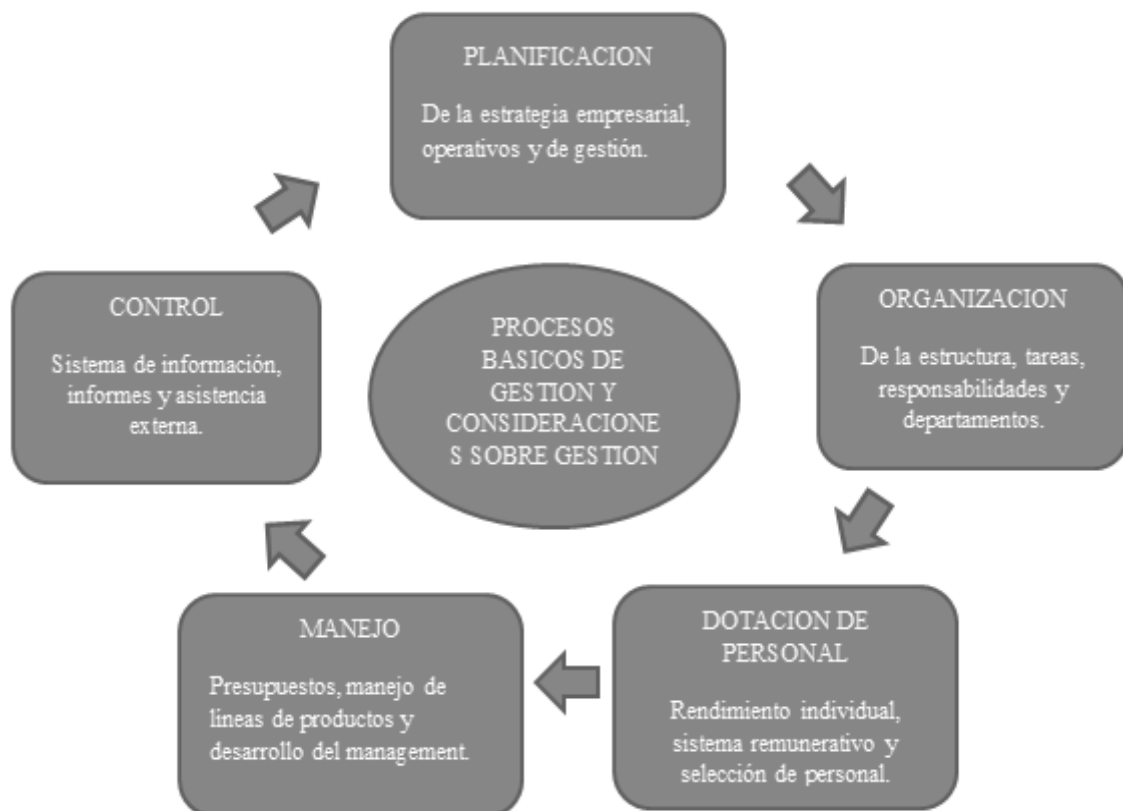 PLANIFICACION
De la estrategia empresarial,
operativos y de gestión.
ORGANIZACION
De la estructura, tareas,
responsabilidades y
departamentos.
DOTACION DE
PERSONAL
Rendimiento individual,
sistema remunerativo y
selección de personal.
MANEJO
Presupuestos, manejo de
lineas de productos y
desarrollo del management.
CONTROL
Sistema de información,
informes y asistencia
externa.
PROCESOS
BASICOS DE
GESTION Y
CONSIDERACIONE
S SOBRE GESTION